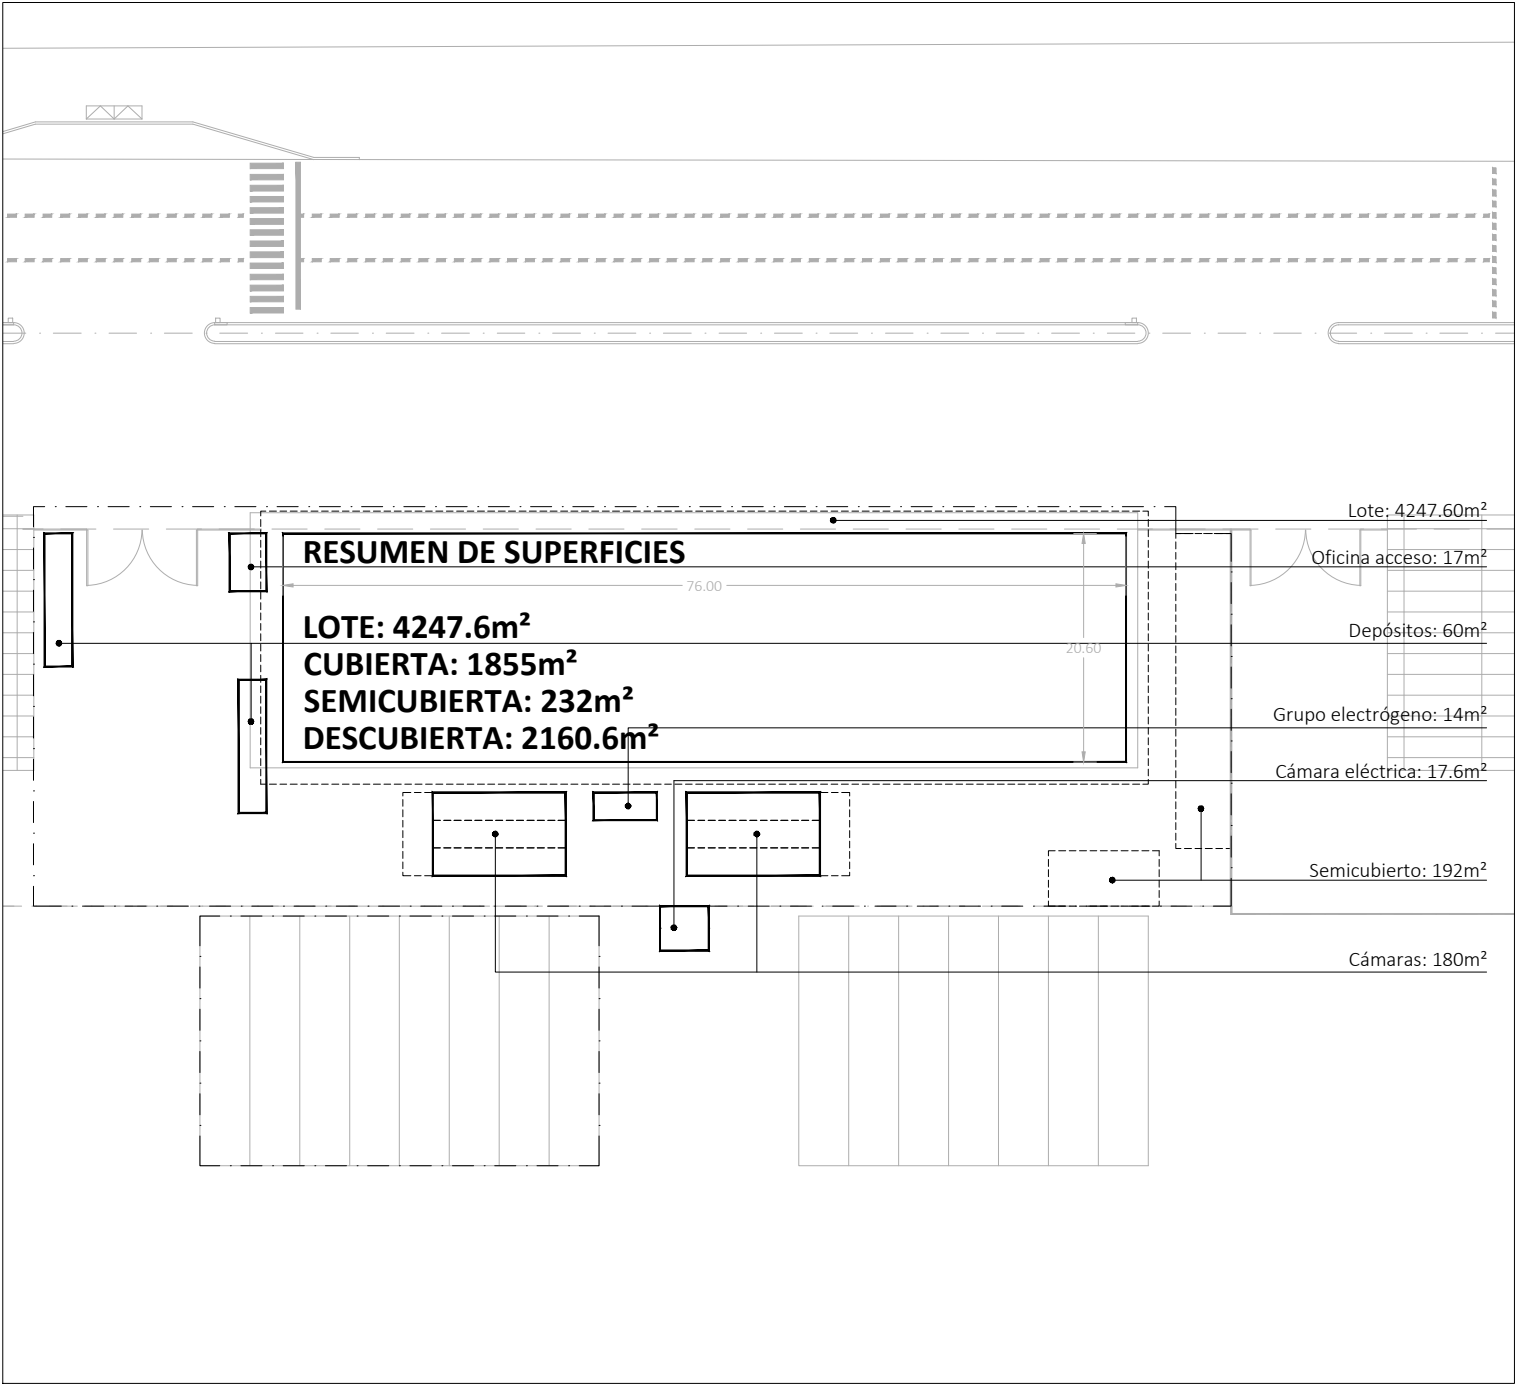 Lote: 4247.60m²
RESUMEN DE SUPERFICIES
Oficina acceso: 17m²
76.00
LOTE: 4247.6m²
Depósitos: 60m²
20.60
CUBIERTA: 1855m²
SEMICUBIERTA: 232m²
Grupo electrógeno: 14m²
DESCUBIERTA: 2160.6m²
Cámara eléctrica: 17.6m²
Semicubierto: 192m²
Cámaras: 180m²